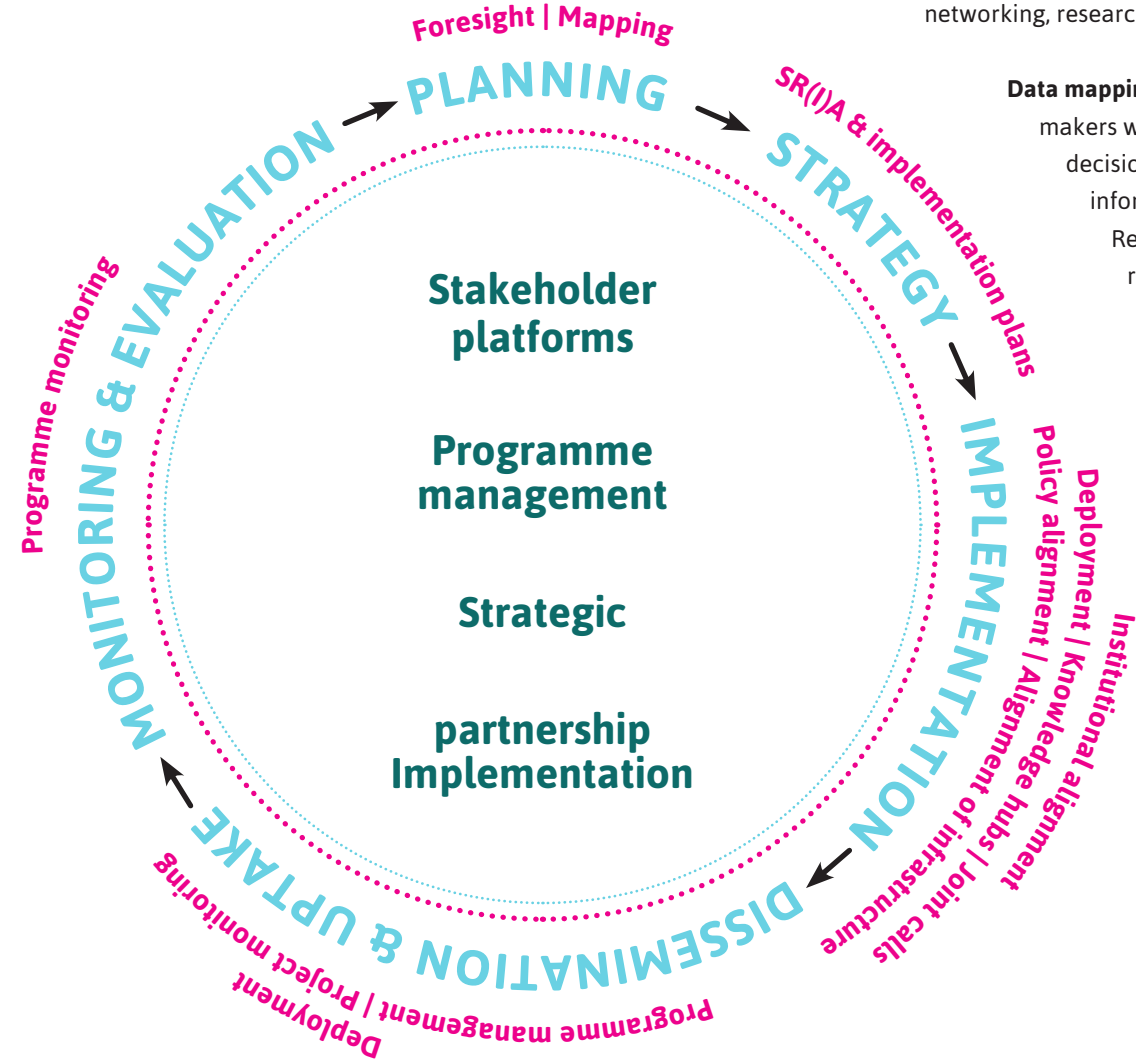 Foresight | Mapping
PLANNING
SR(I)A & implementation plans
STRATEGY
IMPLEMENTATION
Policy alignment | Alignment of infrastructure
Deployment | Knowledge hubs | Joint calls
Institutional alignment
DISSEMINATION & UPTAKE
Programme management | Project monitoring
Deployment
MONITORING & EVALUATION
Programme monitoring
Stakeholder
platforms
Programme
management
Strategic
partnership
Implementation
networking, researc
Data mappin
makers w
decisio
infor
Re
r